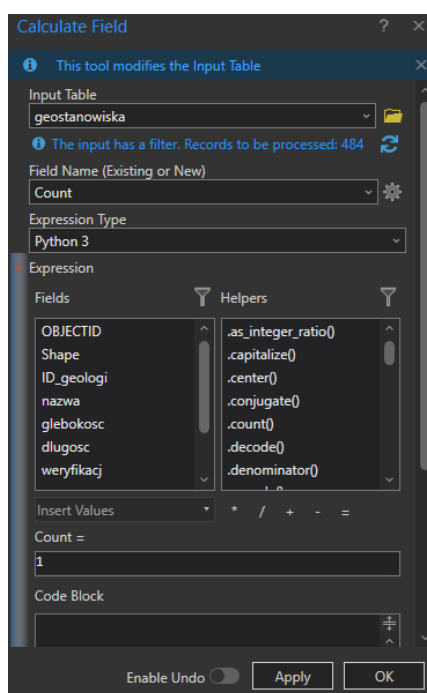 Calculate Field ? ×
This tool modifies the Input Table ×
Input Table
geostanowiska
The input has a filter. Records to be processed: 484
Field Name (Existing or New)
Count
Expression Type
Python 3
* Expression
Fields Helpers
OBJECTID .as_integer_ratio()
Shape .capitalize()
ID_geologi .center()
nazwa .conjugate()
glebokosc .count()
dlugosc .decode()
weryfikacj .denominator()
Insert Values * / + - =
Count =
1
Code Block
Enable Undo Apply OK